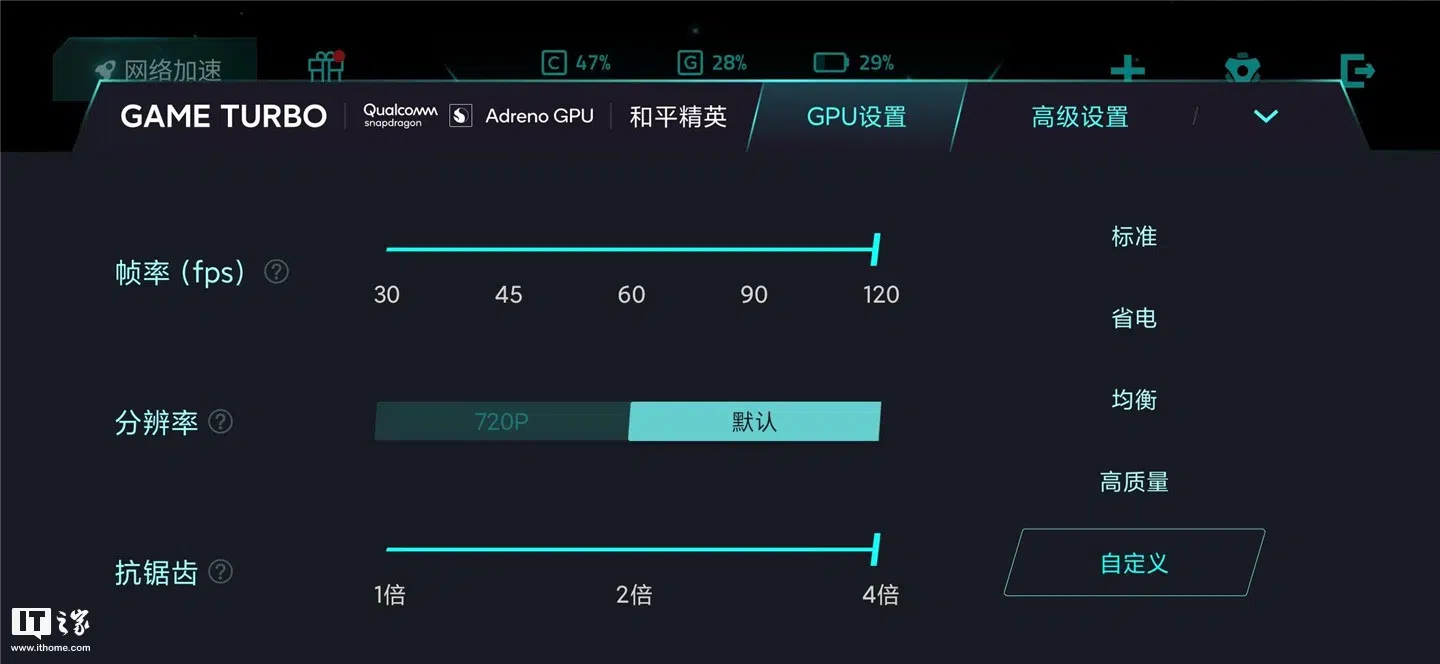 网络加速
C 47%
G 28%
29%
GAME TURBO
Qualcomm
snapdragon
Adreno GPU
和平精英
GPU设置
高级设置
帧率 (fps) ?
30 45 60 90 120
分辨率 ?
720P 默认
抗锯齿 ?
1倍 2倍 4倍
标准
省电
均衡
高质量
自定义
IT之家
www.ithome.com